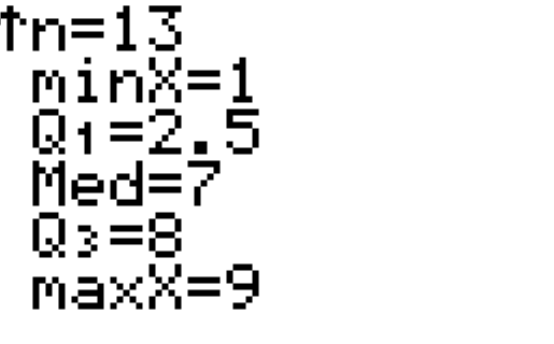 ↑n=13
minX=1
Q₁=2.5
Med=7
Q₃=8
maxX=9